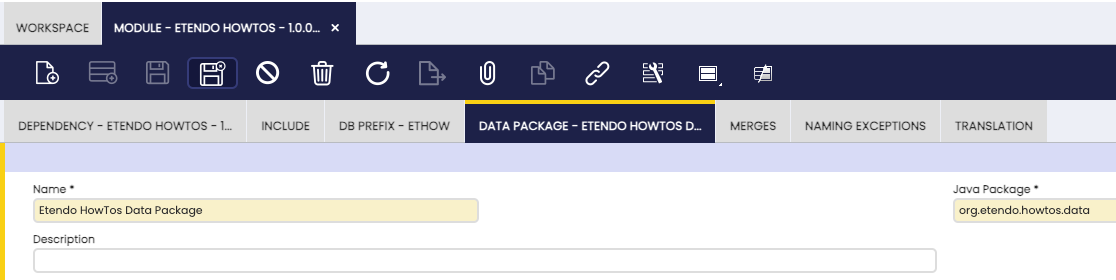 WORKSPACE
MODULE - ETENDO HOWTOS - 1.0.0... ×
DEPENDENCY - ETENDO HOWTOS - 1...
INCLUDE
DB PREFIX - ETHOW
DATA PACKAGE - ETENDO HOWTOS D...
MERGES
NAMING EXCEPTIONS
TRANSLATION
Name *
Etendo HowTos Data Package
Java Package *
org.etendo.howtos.data
Description